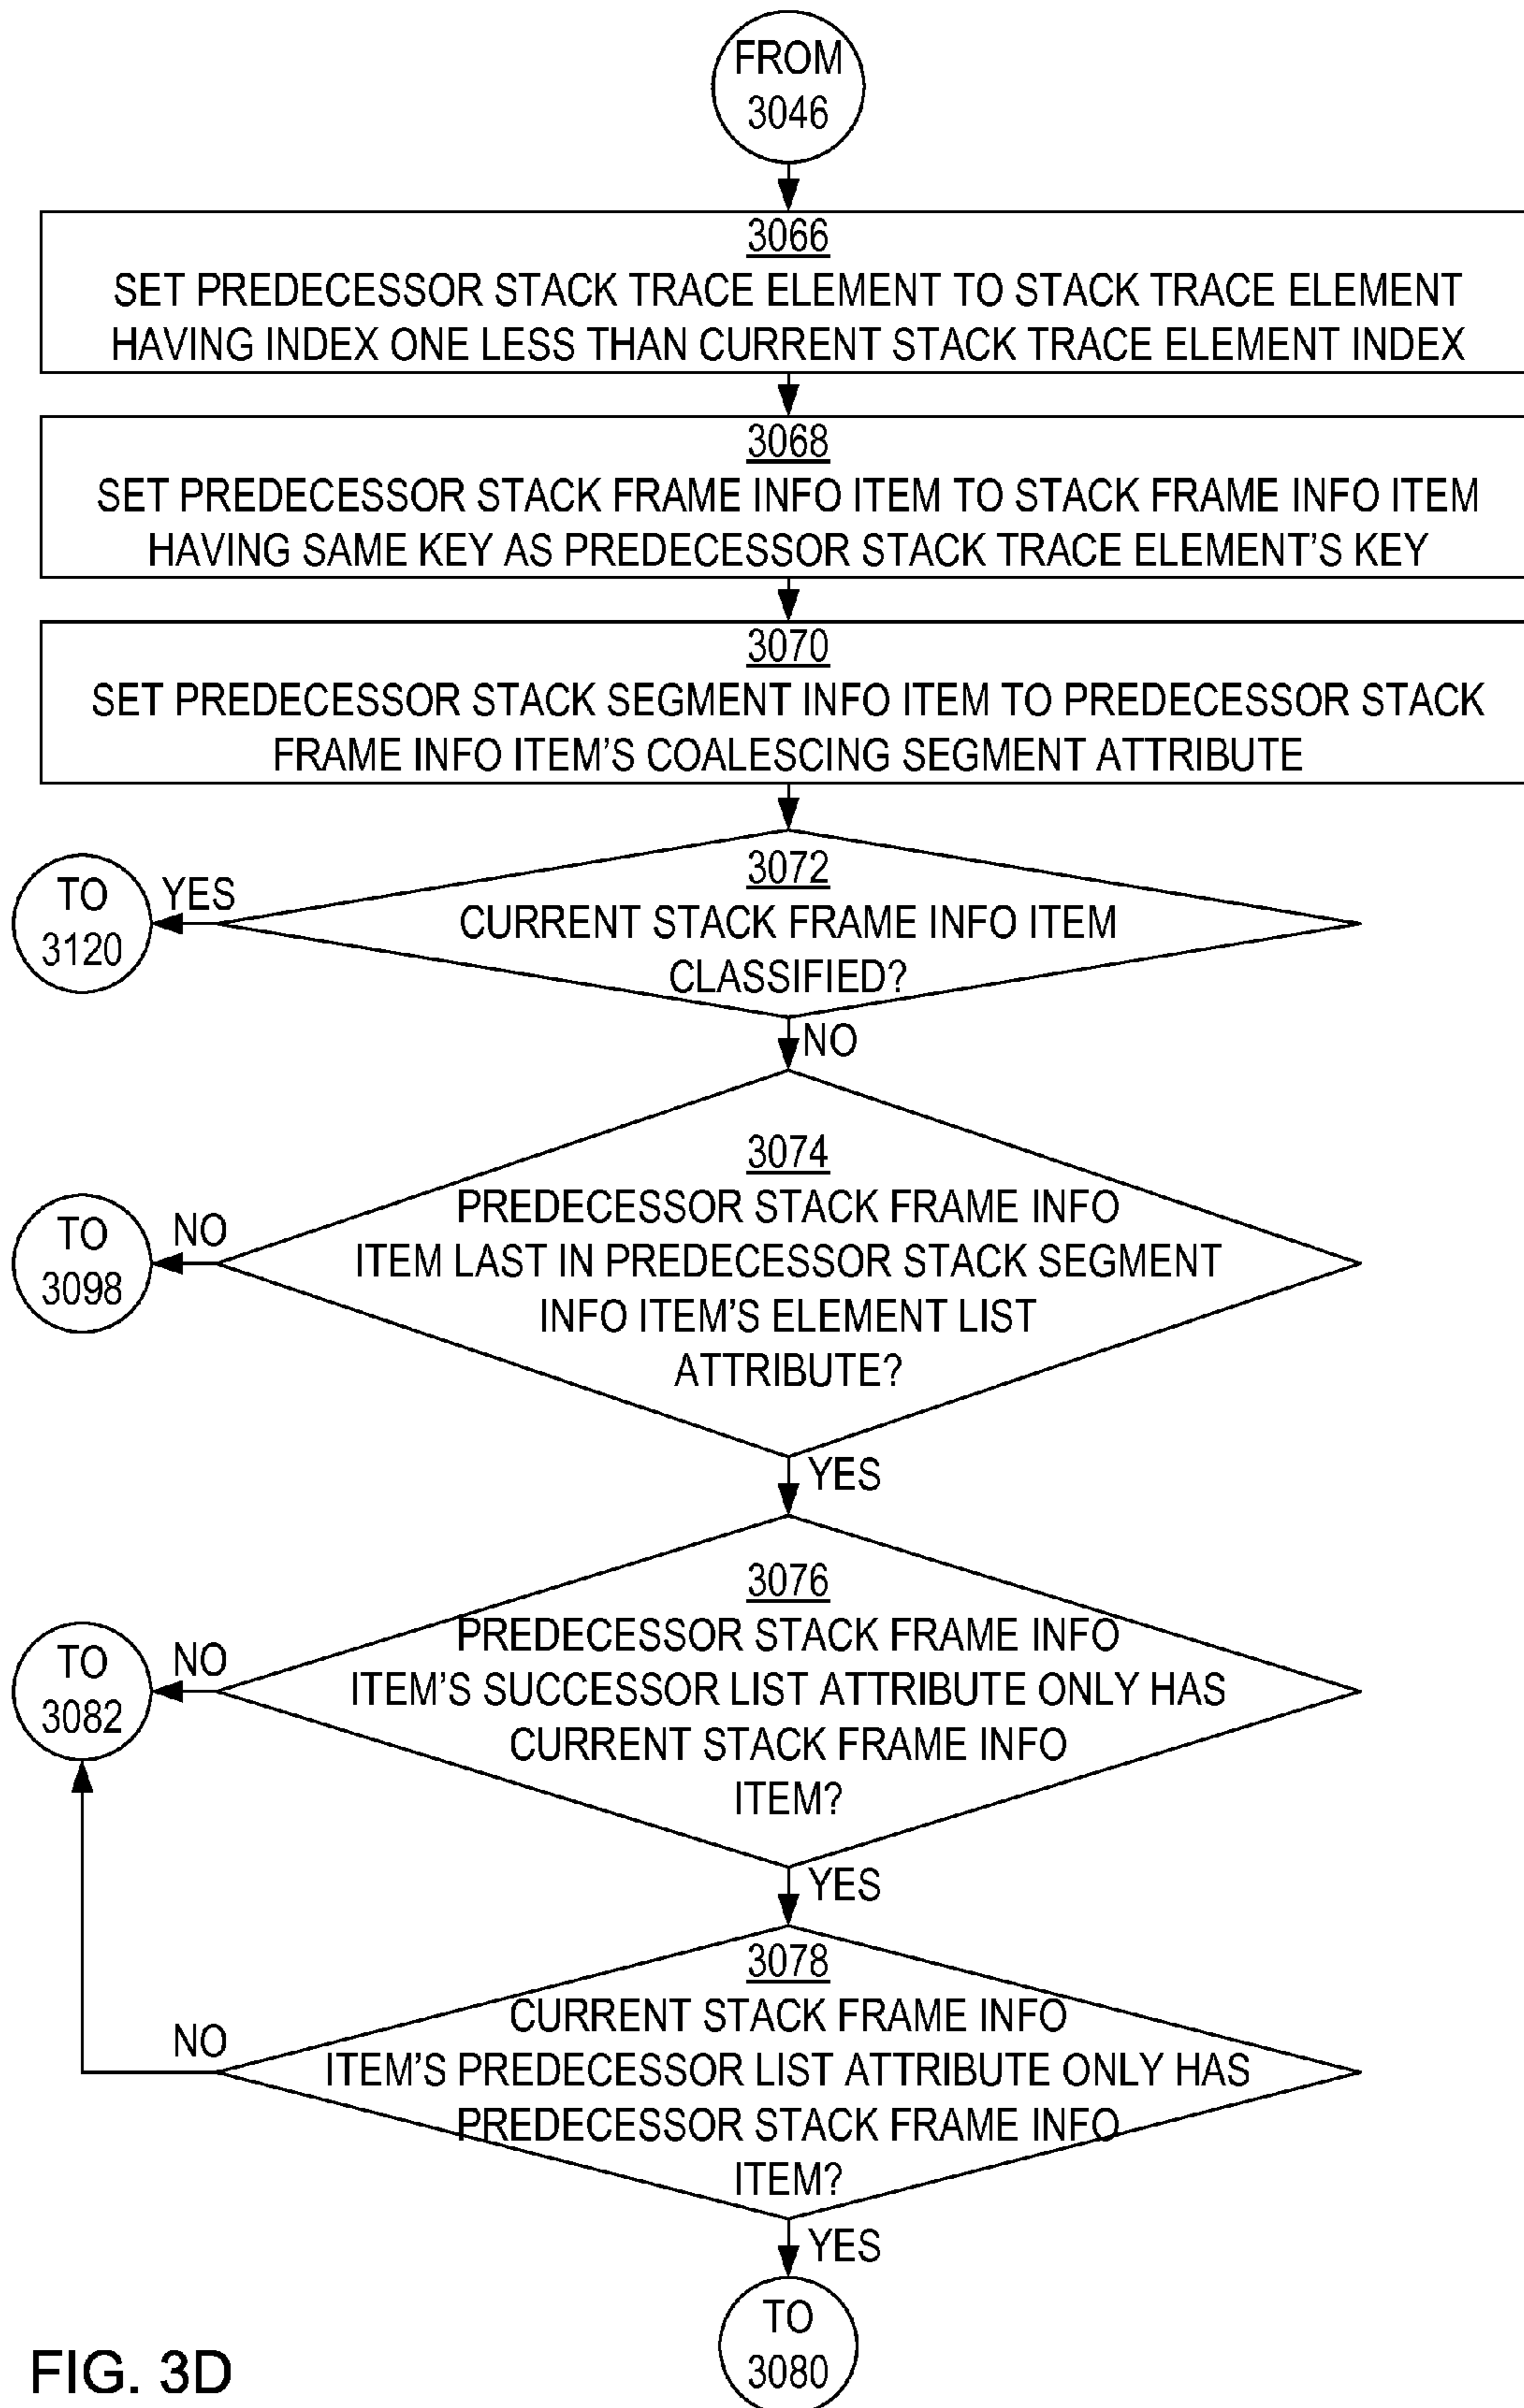 FROM
3046
3066
SET PREDECESSOR STACK TRACE ELEMENT TO STACK TRACE ELEMENT
HAVING INDEX ONE LESS THAN CURRENT STACK TRACE ELEMENT INDEX
3068
SET PREDECESSOR STACK FRAME INFO ITEM TO STACK FRAME INFO ITEM
HAVING SAME KEY AS PREDECESSOR STACK TRACE ELEMENT'S KEY
3070
SET PREDECESSOR STACK SEGMENT INFO ITEM TO PREDECESSOR STACK
FRAME INFO ITEM'S COALESCING SEGMENT ATTRIBUTE
3072
CURRENT STACK FRAME INFO ITEM
CLASSIFIED?
YES
TO
3120
NO
3074
PREDECESSOR STACK FRAME INFO
ITEM LAST IN PREDECESSOR STACK SEGMENT
INFO ITEM'S ELEMENT LIST
ATTRIBUTE?
NO
TO
3098
YES
3076
PREDECESSOR STACK FRAME INFO
ITEM'S SUCCESSOR LIST ATTRIBUTE ONLY HAS
CURRENT STACK FRAME INFO
ITEM?
NO
TO
3082
YES
3078
CURRENT STACK FRAME INFO
ITEM'S PREDECESSOR LIST ATTRIBUTE ONLY HAS
PREDECESSOR STACK FRAME INFO
ITEM?
NO
YES
TO
3080
FIG. 3D